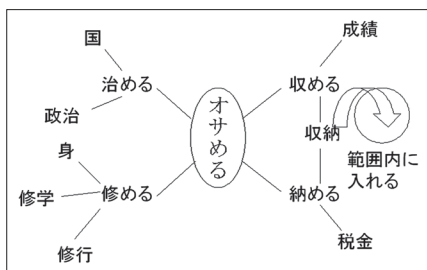 国
治める
政治
身
修める
修学
修行
オサめる
成績
収める
収納
範囲内に
入れる
納める
税金